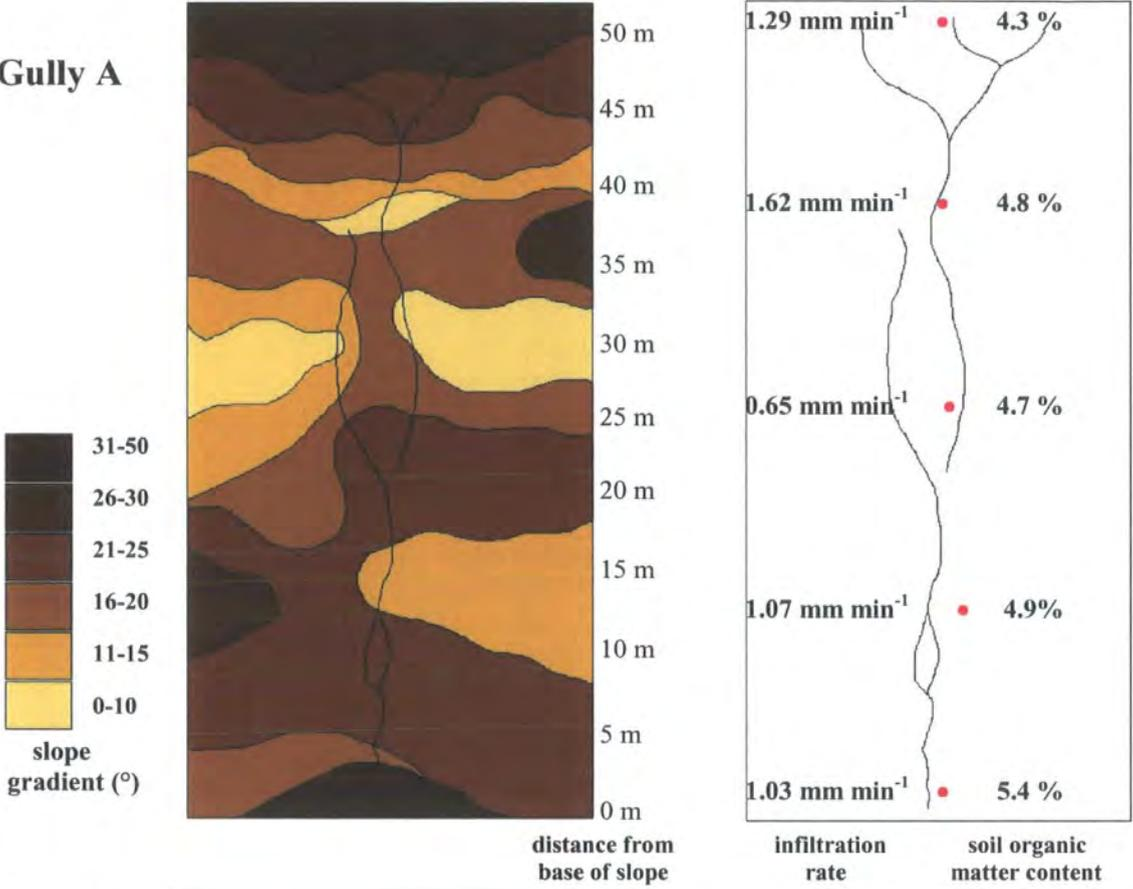 Gully A
50 m
45 m
40 m
35 m
30 m
25 m
20 m
15 m
10 m
5 m
0 m
distance from
base of slope
31-50
26-30
21-25
16-20
11-15
0-10
slope
gradient (°)
1.29 mm min⁻¹ 4.3 %
1.62 mm min⁻¹ 4.8 %
0.65 mm min⁻¹ 4.7 %
1.07 mm min⁻¹ 4.9%
1.03 mm min⁻¹ 5.4 %
infiltration
rate
soil organic
matter content